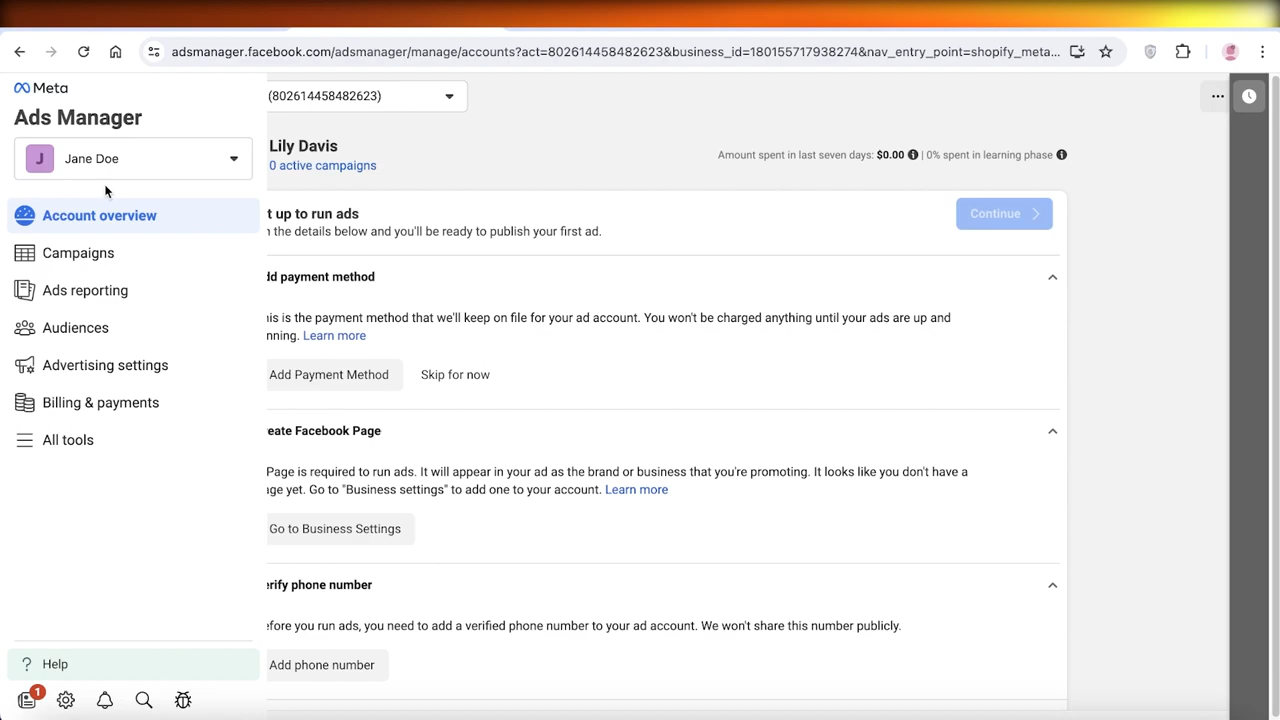 adsmanager.facebook.com/adsmanager/manage/accounts?act=802614458482623&business_id=180155717938274&nav_entry_point=shopify_meta...
Meta
Ads Manager
J Jane Doe
Account overview
Campaigns
Ads reporting
Audiences
Advertising settings
Billing & payments
All tools
? Help
1
(802614458482623)
Lily Davis
0 active campaigns
Amount spent in last seven days: $0.00 | 0% spent in learning phase
t up to run ads
n the details below and you'll be ready to publish your first ad.
Continue
dd payment method
is is the payment method that we'll keep on file for your ad account. You won't be charged anything until your ads are up and
nning. Learn more
Add Payment Method Skip for now
eate Facebook Page
Page is required to run ads. It will appear in your ad as the brand or business that you're promoting. It looks like you don't have a
ge yet. Go to "Business settings" to add one to your account. Learn more
Go to Business Settings
erify phone number
efore you run ads, you need to add a verified phone number to your ad account. We won't share this number publicly.
Add phone number